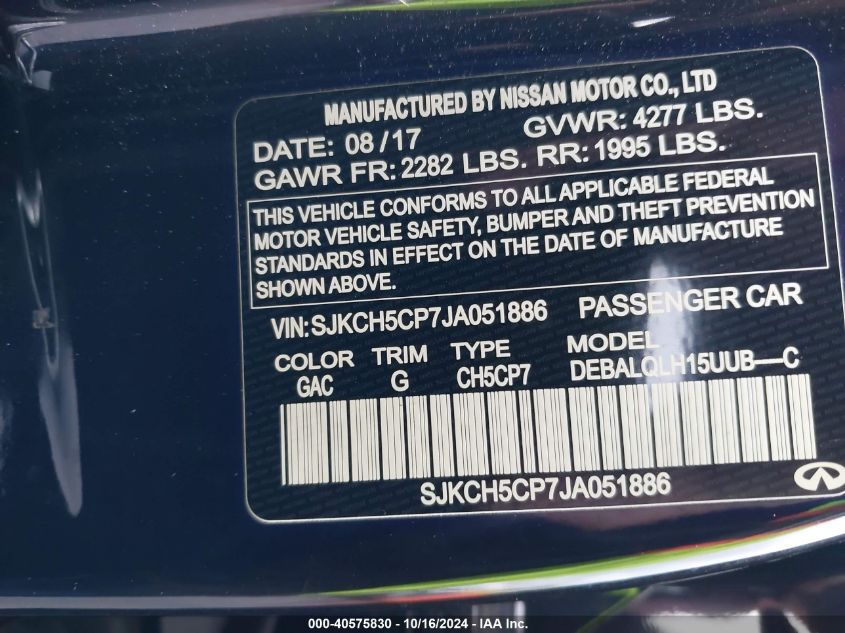 MANUFACTURED BY NISSAN MOTOR CO., LTD
DATE: 08 / 17 GVWR: 4277 LBS.
GAWR FR: 2282 LBS. RR: 1995 LBS.
THIS VEHICLE CONFORMS TO ALL APPLICABLE FEDERAL
MOTOR VEHICLE SAFETY, BUMPER AND THEFT PREVENTION
STANDARDS IN EFFECT ON THE DATE OF MANUFACTURE
SHOWN ABOVE.
VIN: SJKCH5CP7JA051886 PASSENGER CAR
COLOR TRIM TYPE MODEL
GAC G CH5CP7 DEBALQLH15UUB—C
SJKCH5CP7JA051886
000-40575830 - 10/16/2024 - IAA Inc.